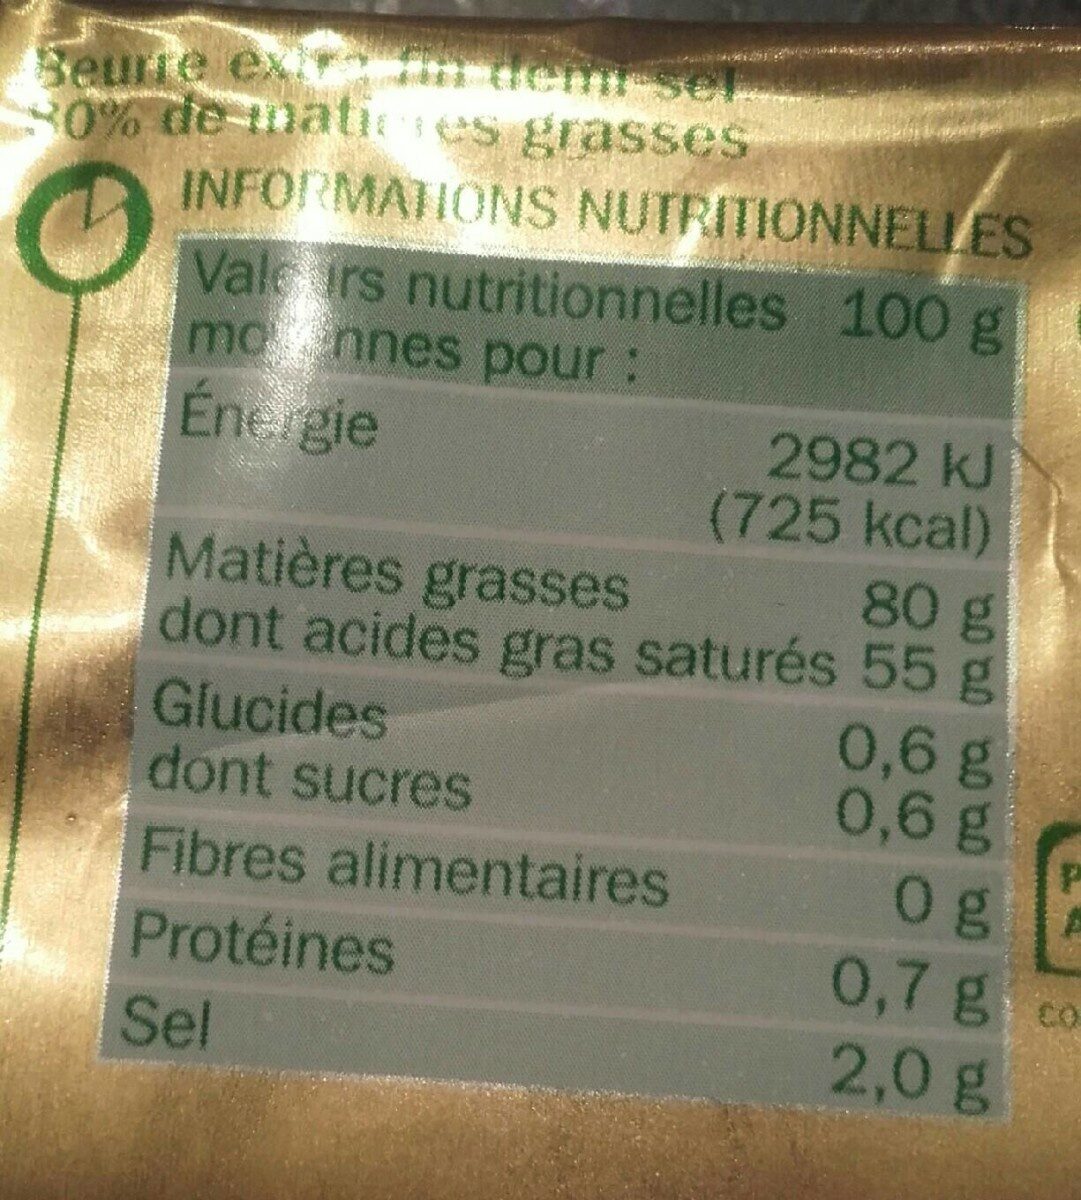 Beurre extra fin demi sel
80% de matières grasses
INFORMATIONS NUTRITIONNELLES
Valeurs nutritionnelles 100 g
moyennes pour :
Énergie 2982 kJ
(725 kcal)
Matières grasses 80 g
dont acides gras saturés 55 g
Glucides 0,6 g
dont sucres 0,6 g
Fibres alimentaires 0 g
Protéines 0,7 g
Sel 2,0 g
P
A
CO